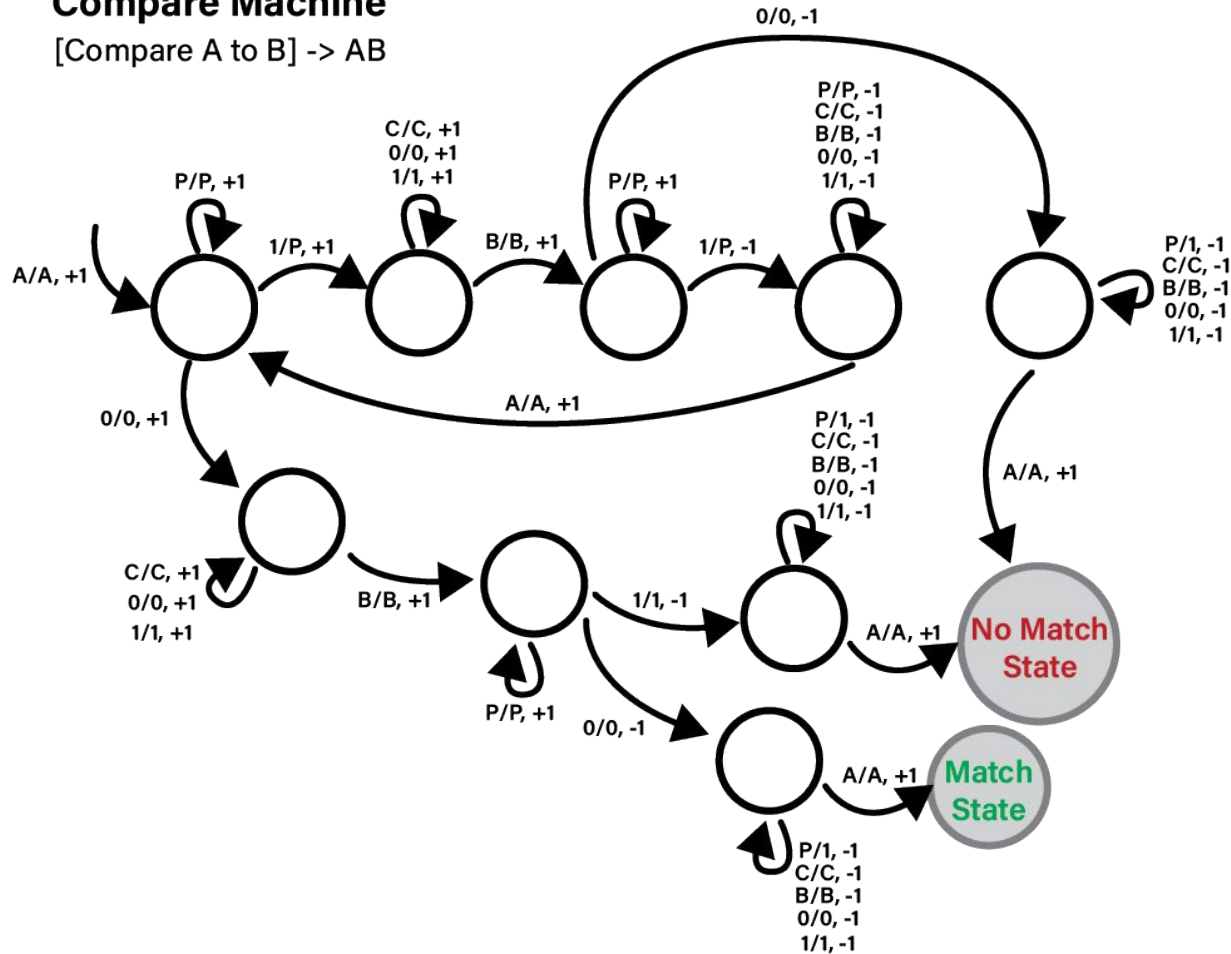 Compare Machine
[Compare A to B] -> AB
0/0, -1
P/P, -1
C/C, -1
B/B, -1
0/0, -1
1/1, -1
C/C, +1
0/0, +1
1/1, +1
P/P, +1
P/P, +1
A/A, +1
1/P, +1
B/B, +1
1/P, -1
P/1, -1
C/C, -1
B/B, -1
0/0, -1
1/1, -1
A/A, +1
0/0, +1
P/1, -1
C/C, -1
B/B, -1
0/0, -1
1/1, -1
A/A, +1
C/C, +1
0/0, +1
1/1, +1
B/B, +1
1/1, -1
A/A, +1
No Match
State
P/P, +1
0/0, -1
A/A, +1
Match
State
P/1, -1
C/C, -1
B/B, -1
0/0, -1
1/1, -1